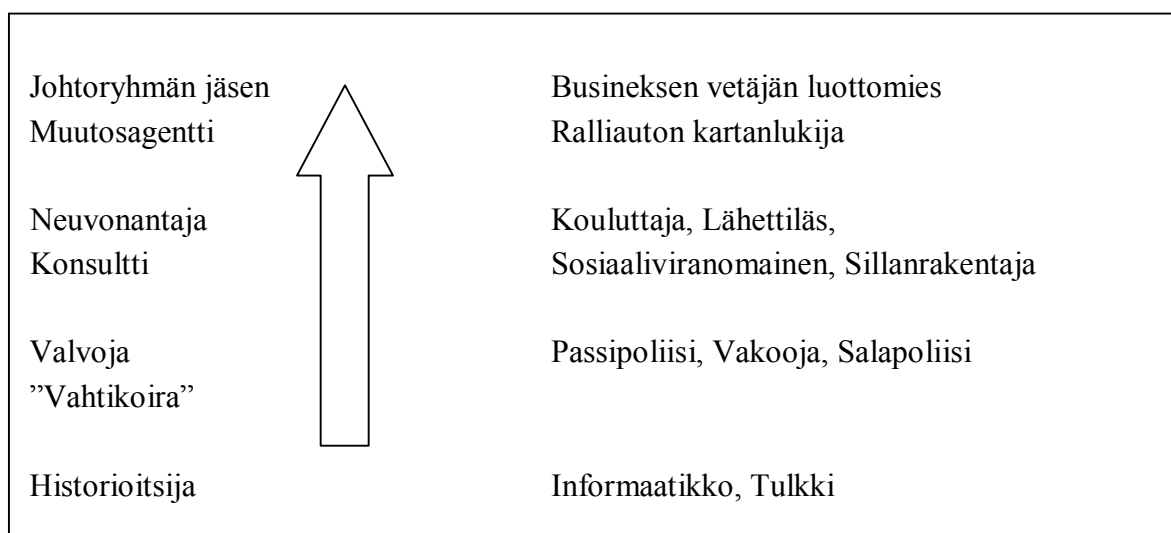 Johtoryhmän jäsen Busineksen vetäjän luottomies
Muutosagentti Ralliauton kartanlukija
Neuvonantaja Kouluttaja, Lähettiläs,
Konsultti Sosiaaliviranomainen, Sillanrakentaja
Valvoja Passipoliisi, Vakooja, Salapoliisi
”Vahtikoira”
Historioitsija Informaatikko, Tulkki